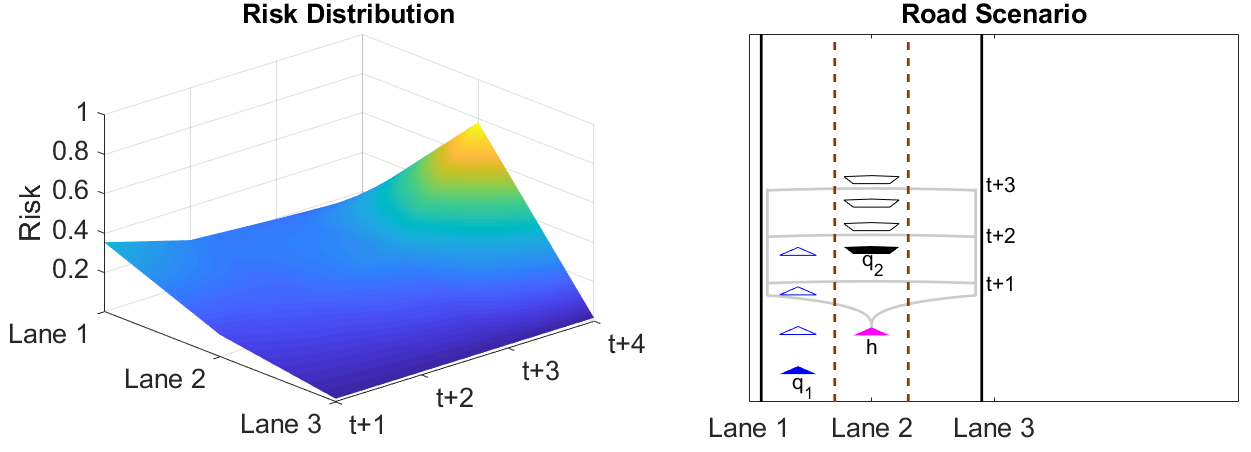 Risk Distribution
1
0.8
0.6
0.4
0.2
Risk
Lane 1
Lane 2
Lane 3
t+1
t+2
t+3
t+4
Road Scenario
t+3
t+2
t+1
q2
h
q1
Lane 1
Lane 2
Lane 3